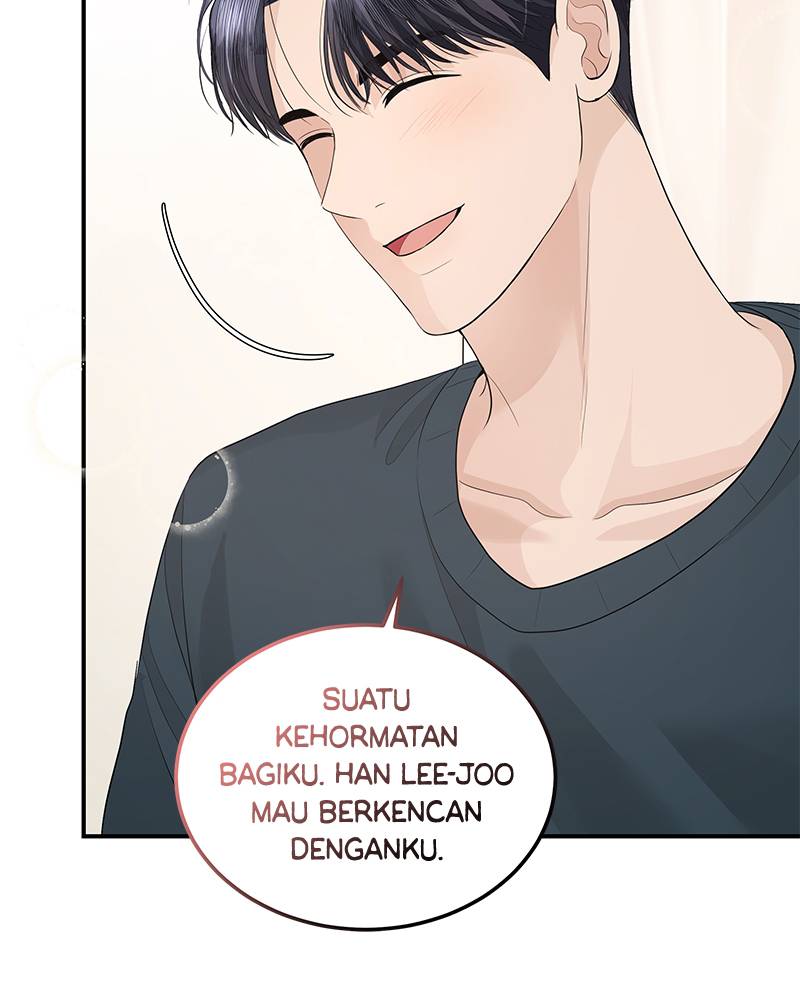 SUATU
KEHORMATAN
BAGIKU. HAN LEE-JOO
MAU BERKENCAN
DENGANKU.